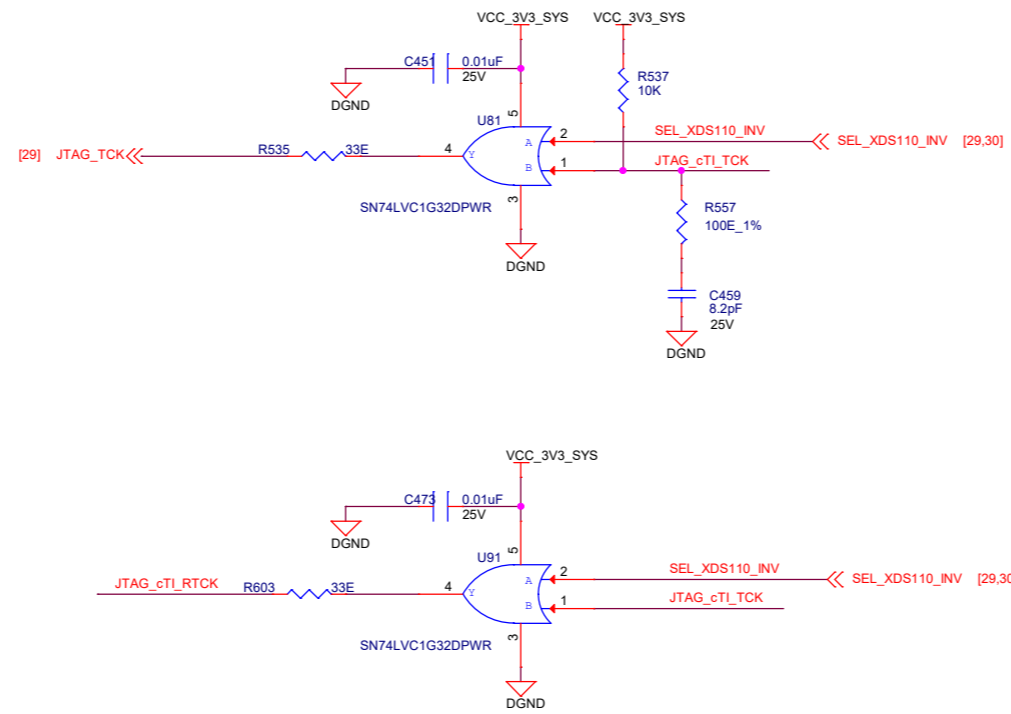 VCC_3V3_SYS VCC_3V3_SYS
C451 0.01uF
25V
DGND
R537
10K
5
U81
A 2 SEL_XDS110_INV SEL_XDS110_INV [29,30]
[29] JTAG_TCK R535 33E 4 Y
B 1 JTAG_cTI_TCK
3
SN74LVC1G32DPWR
R557
100E_1%
DGND
C459
8.2pF
25V
DGND
VCC_3V3_SYS
C473 0.01uF
25V
DGND
5
U91
A 2 SEL_XDS110_INV SEL_XDS110_INV
JTAG_cTI_RTCK R603 33E 4 Y
B 1 JTAG_cTI_TCK
3
SN74LVC1G32DPWR
DGND